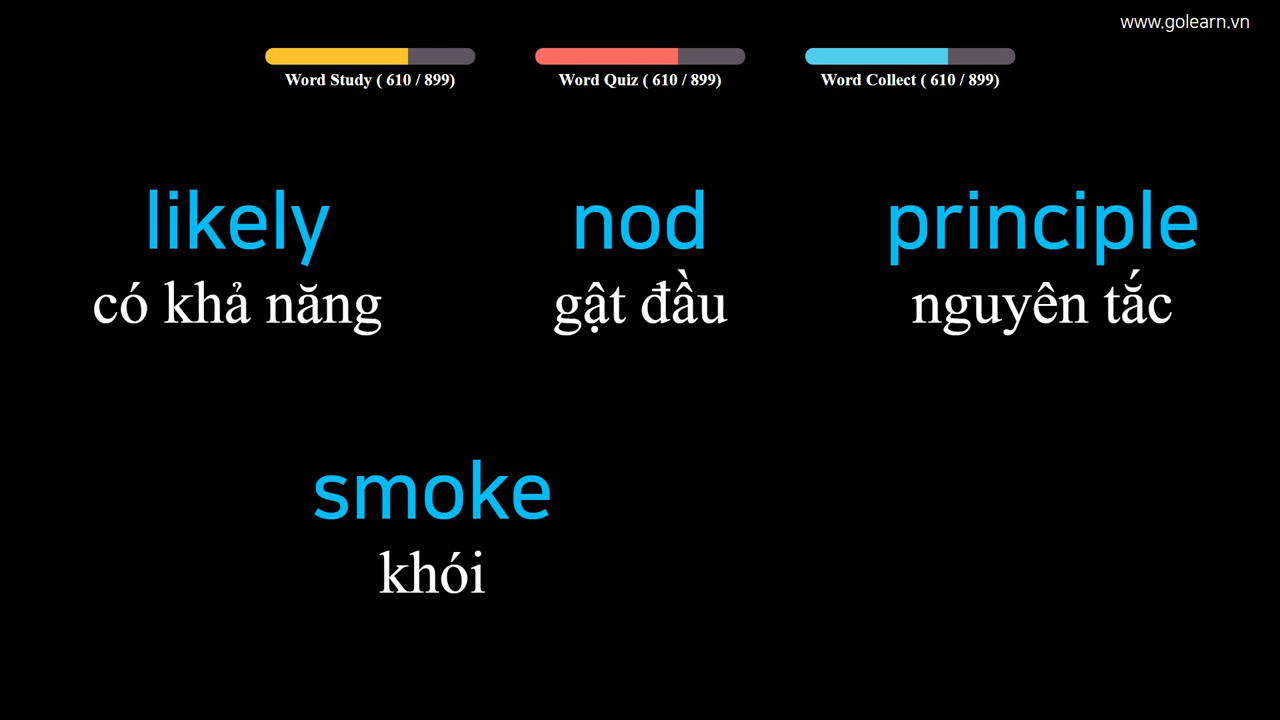 www.golearn.vn
Word Study ( 610 / 899) Word Quiz ( 610 / 899) Word Collect ( 610 / 899)
likely nod principle
có khả năng gật đầu nguyên tắc
smoke
khói